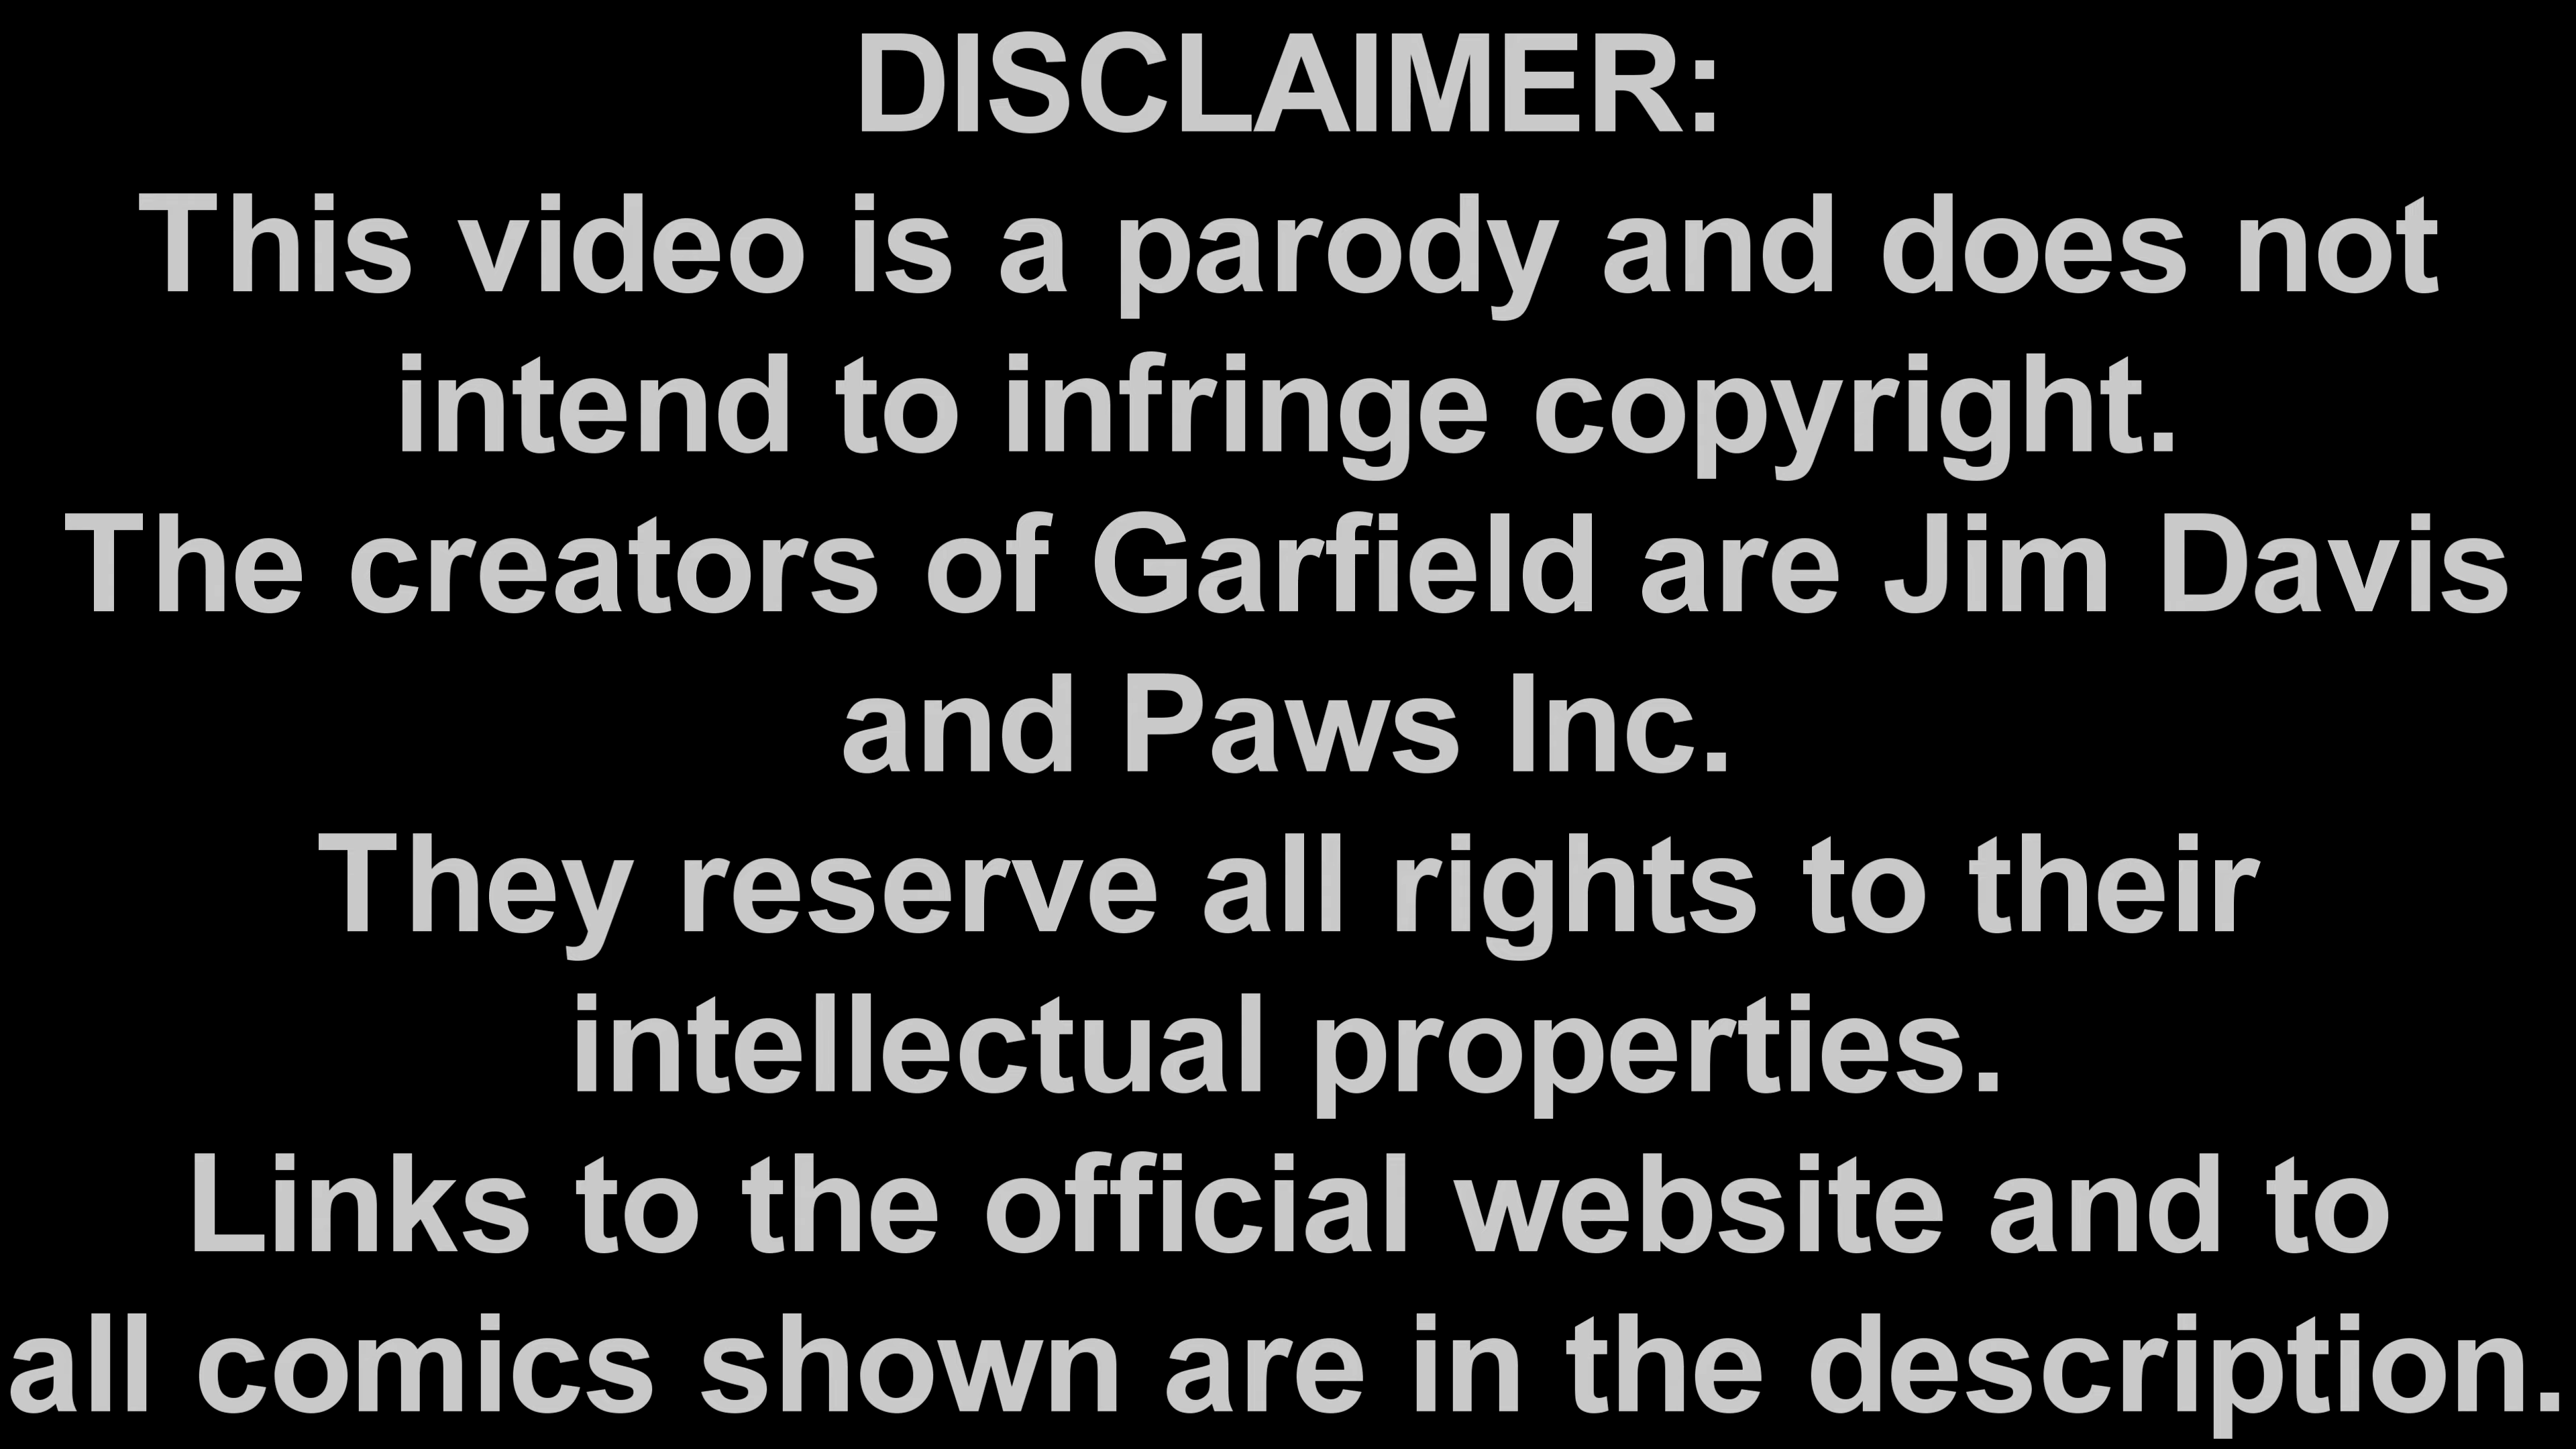 DISCLAIMER:
This video is a parody and does not
intend to infringe copyright.
The creators of Garfield are Jim Davis
and Paws Inc.
They reserve all rights to their
intellectual properties.
Links to the official website and to
all comics shown are in the description.